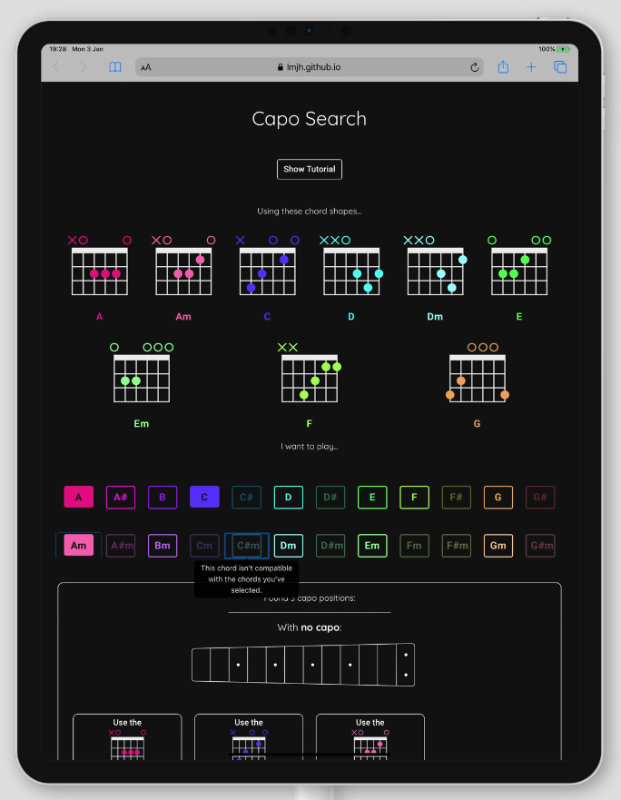 19:28 Mon 3 Jan
100%
AA
lmjh.github.io
Capo Search
Show Tutorial
Using these chord shapes..
A Am C D Dm E
Em F G
I want to play..
A A# B C C# D D# E F F# G G#
Am A#m Bm Cm C#m Dm D#m Em Fm F#m Gm G#m
This chord isn't compatible
with the chords you've
selected.
capo positions:
With no capo:
Use the Use the Use the